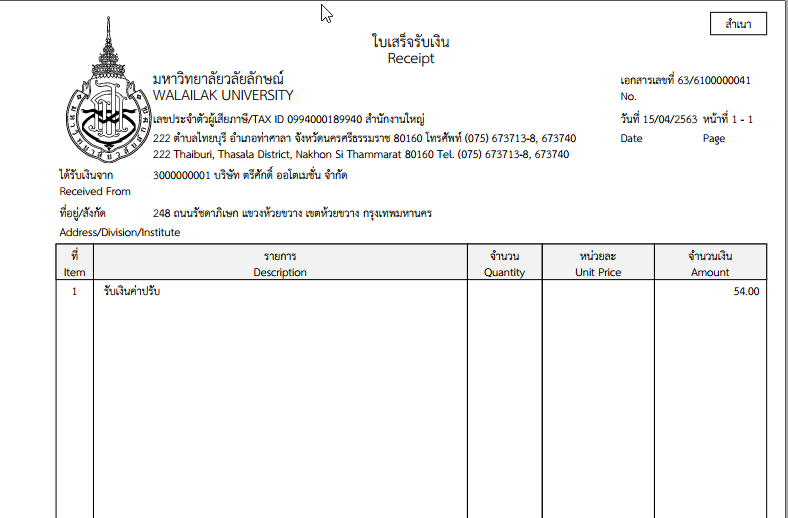 สำเนา
ใบเสร็จรับเงิน
Receipt
มหาวิทยาลัยวลัยลักษณ์
WALAILAK UNIVERSITY
เอกสารเลขที่ 63/6100000041
No.
เลขประจำตัวผู้เสียภาษี/TAX ID 0994000189940 สำนักงานใหญ่
วันที่ 15/04/2563 หน้าที่ 1 - 1
Date Page
222 ตำบลไทยบุรี อำเภอท่าศาลา จังหวัดนครศรีธรรมราช 80160 โทรศัพท์ (075) 673713-8, 673740
222 Thaiburi, Thasala District, Nakhon Si Thammarat 80160 Tel. (075) 673713-8, 673740
ได้รับเงินจาก 3000000001 บริษัท ตรีศักดิ์ ออโตเมชั่น จำกัด
Received From
ที่อยู่/สังกัด 248 ถนนรัชดาภิเษก แขวงห้วยขวาง เขตห้วยขวาง กรุงเทพมหานคร
Address/Division/Institute
ที่ รายการ จำนวน หน่วยละ จำนวนเงิน
Item Description Quantity Unit Price Amount
1 รับเงินค่าปรับ 54.00